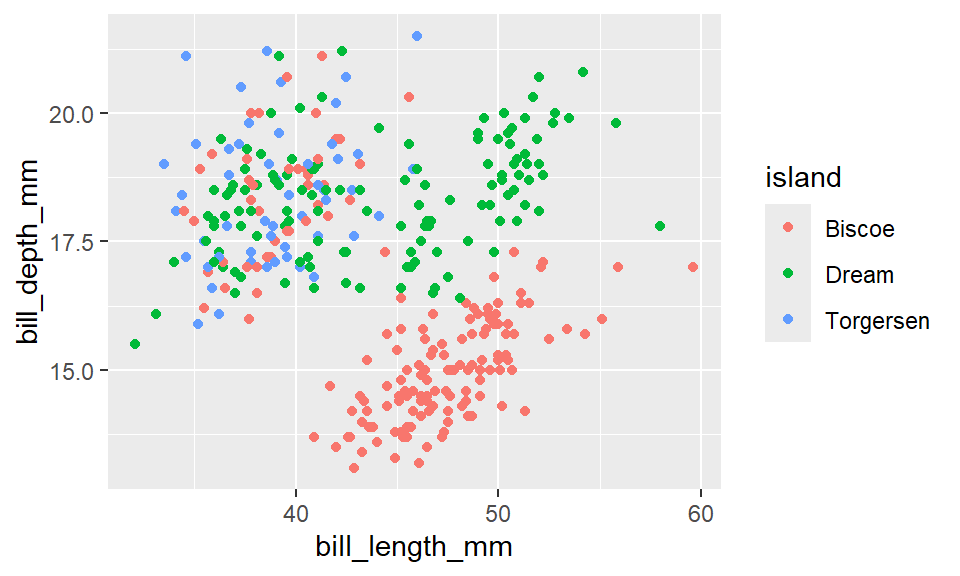 bill_depth_mm
20.0
17.5
15.0
40
50
60
bill_length_mm
island
Biscoe
Dream
Torgersen